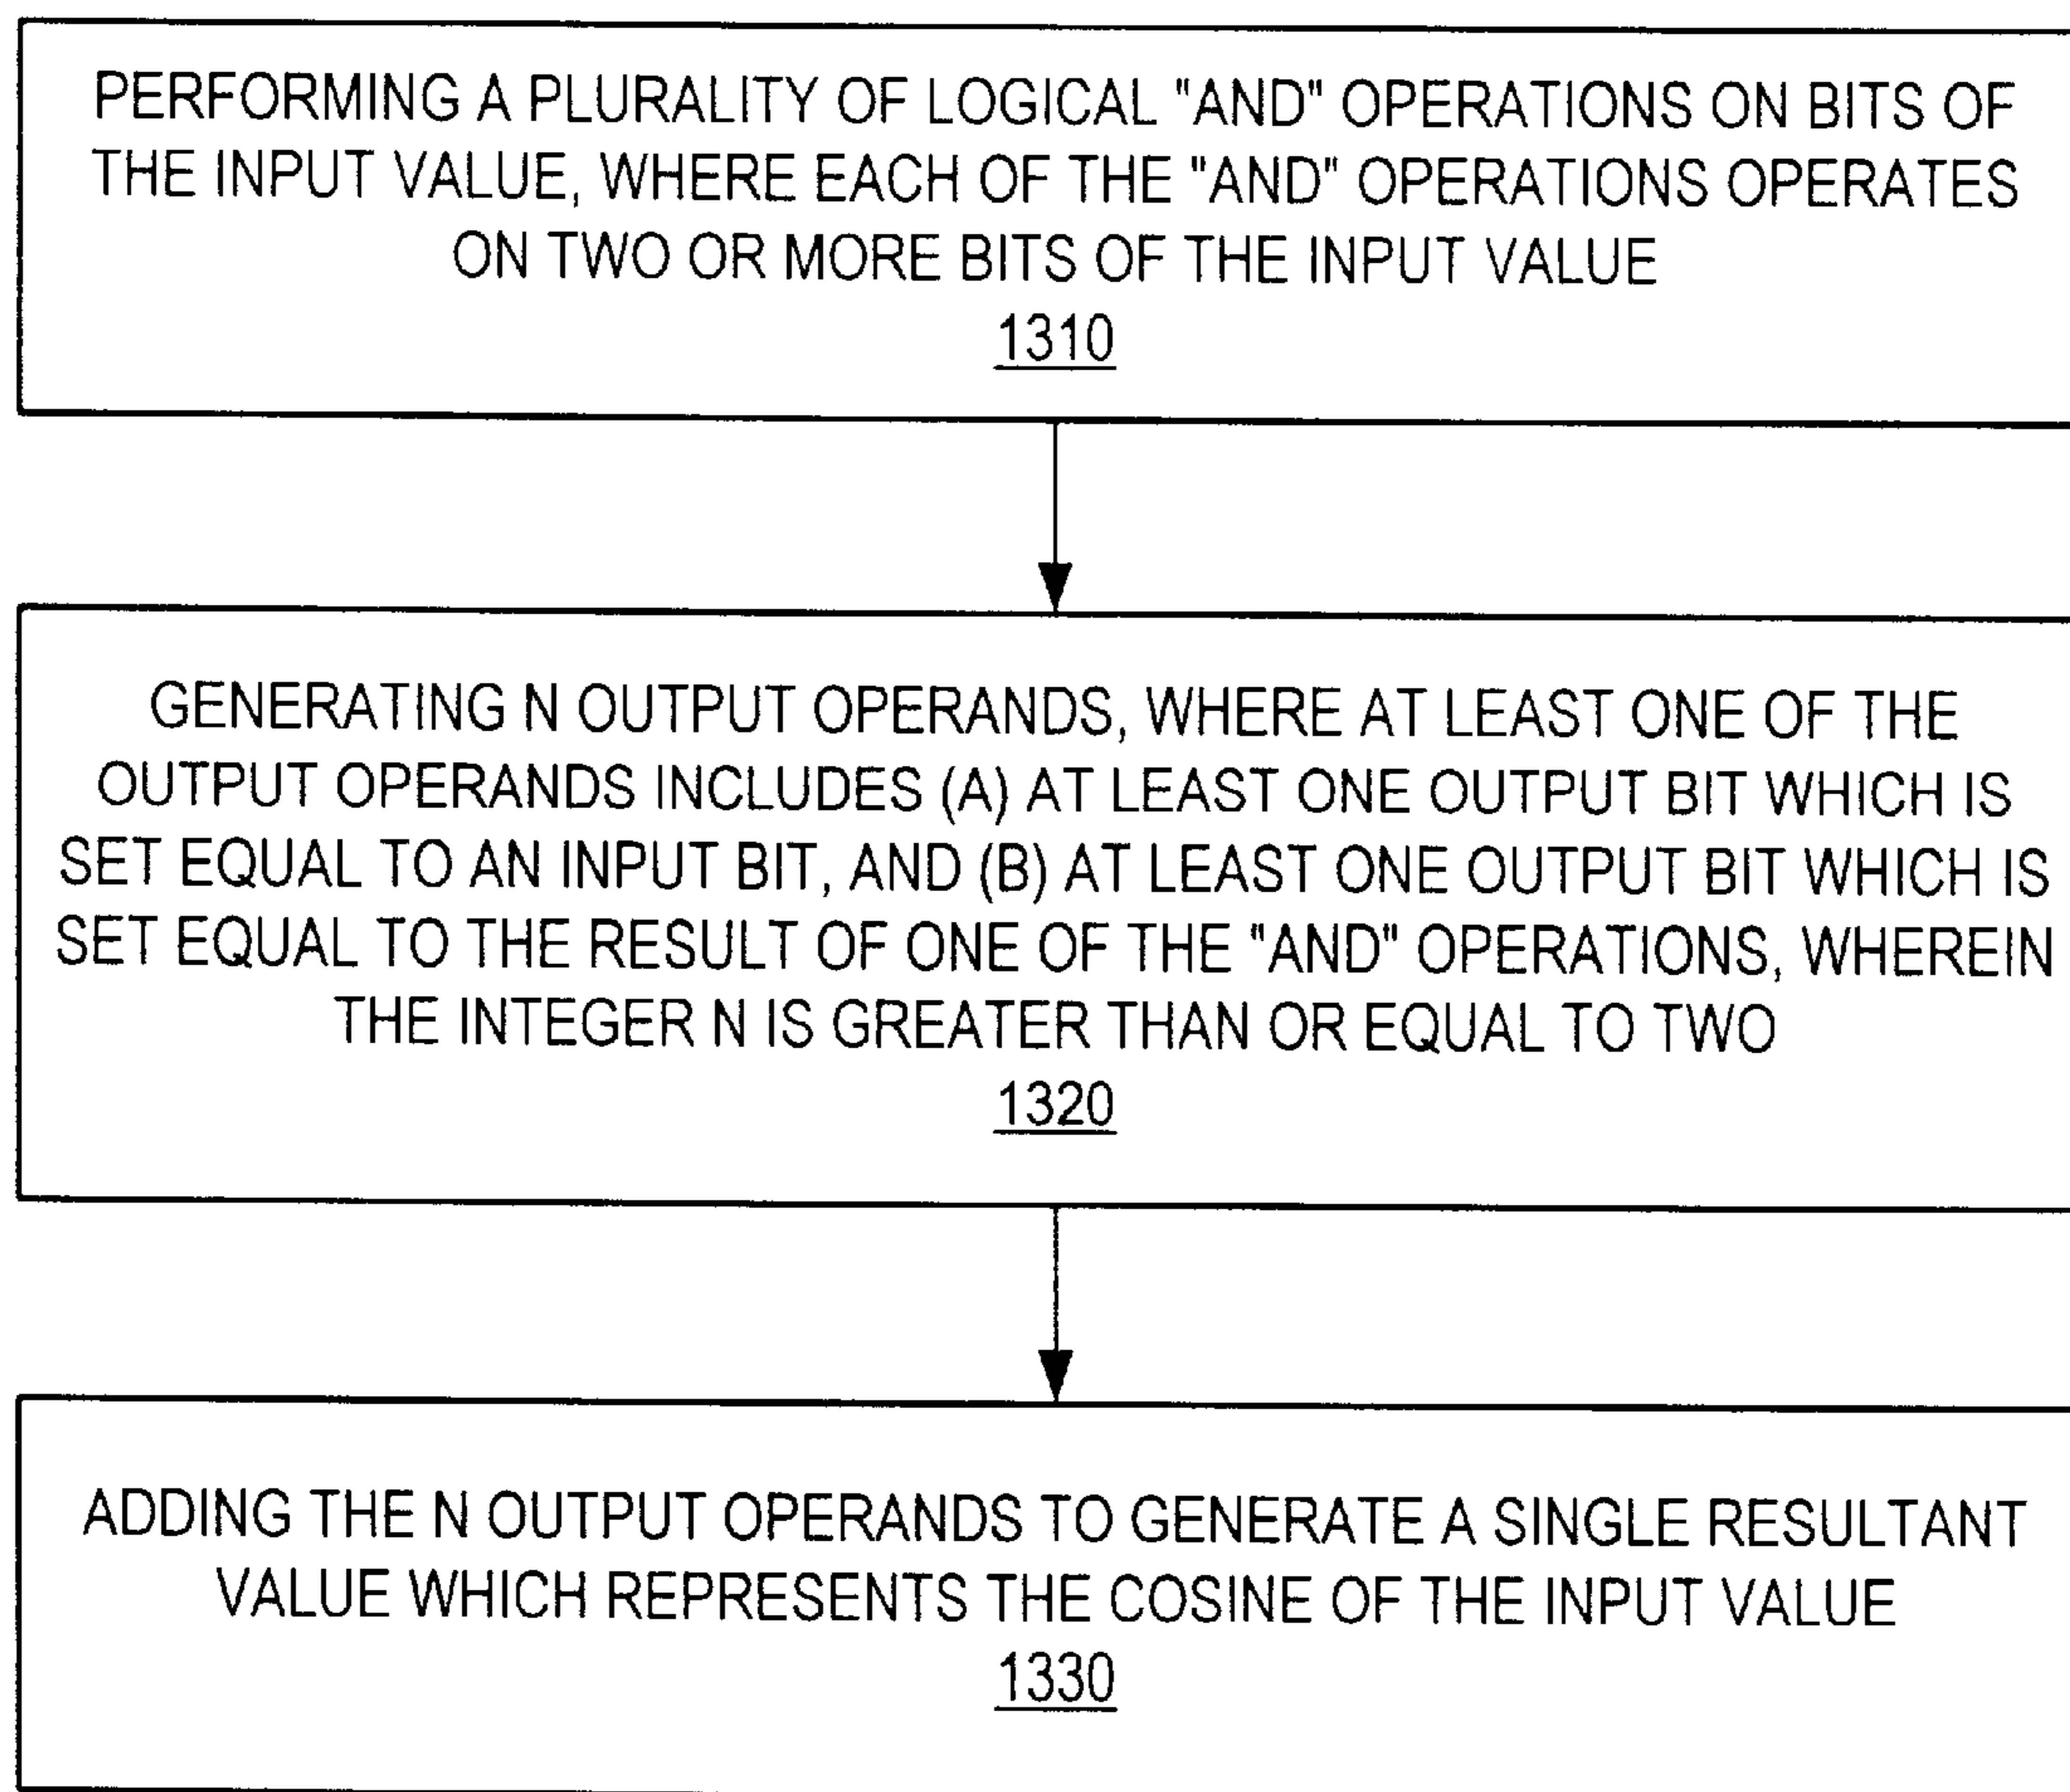 PERFORMING A PLURALITY OF LOGICAL "AND" OPERATIONS ON BITS OF
THE INPUT VALUE, WHERE EACH OF THE "AND" OPERATIONS OPERATES
ON TWO OR MORE BITS OF THE INPUT VALUE
1310
GENERATING N OUTPUT OPERANDS, WHERE AT LEAST ONE OF THE
OUTPUT OPERANDS INCLUDES (A) AT LEAST ONE OUTPUT BIT WHICH IS
SET EQUAL TO AN INPUT BIT, AND (B) AT LEAST ONE OUTPUT BIT WHICH IS
SET EQUAL TO THE RESULT OF ONE OF THE "AND" OPERATIONS, WHEREIN
THE INTEGER N IS GREATER THAN OR EQUAL TO TWO
1320
ADDING THE N OUTPUT OPERANDS TO GENERATE A SINGLE RESULTANT
VALUE WHICH REPRESENTS THE COSINE OF THE INPUT VALUE
1330